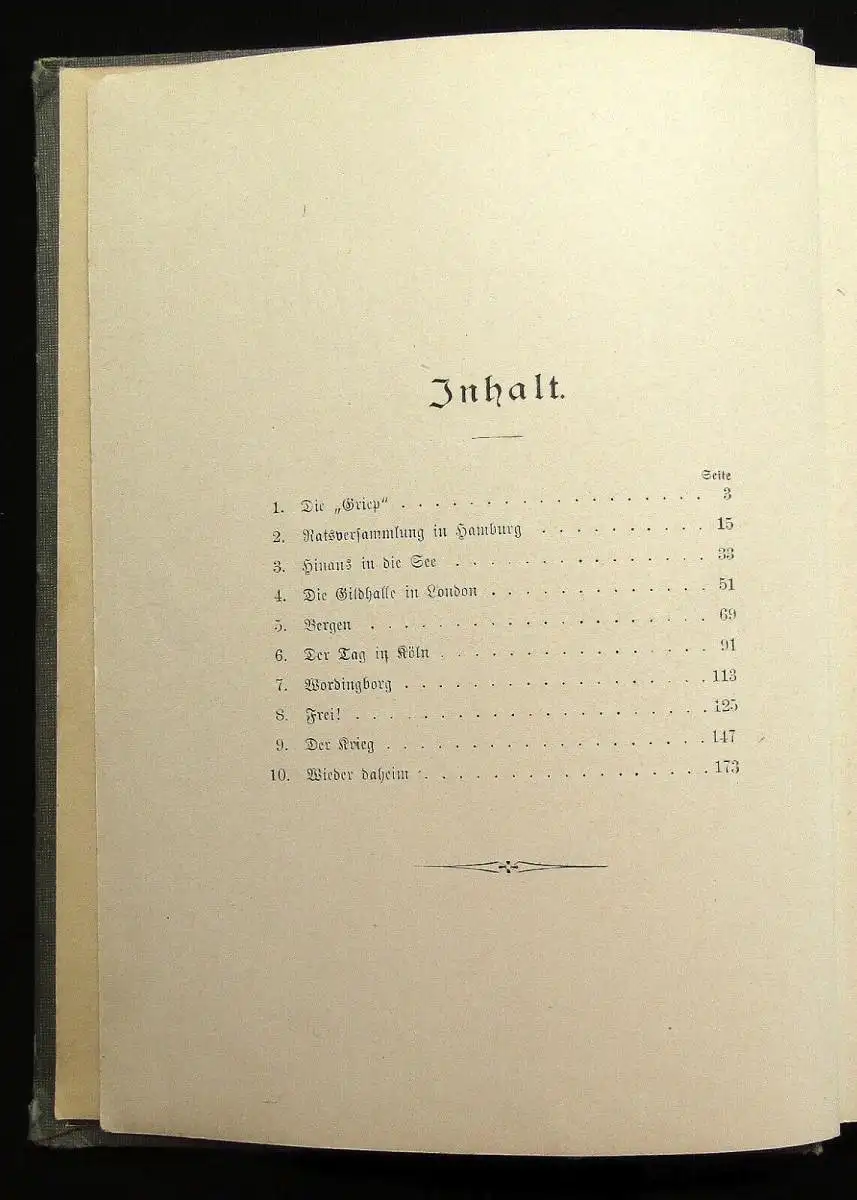 Inhalt.
Seite
1. Die „Griep“ . . . . . . . . . . . . . . . . . . 3
2. Ratsversammlung in Hamburg . . . . . . . . . . 15
3. Hinaus in die See . . . . . . . . . . . . . . . 33
4. Die Gildhalle in London . . . . . . . . . . . . . 51
5. Bergen . . . . . . . . . . . . . . . . . . . . 69
6. Der Tag in Köln . . . . . . . . . . . . . . . . 91
7. Wordingborg . . . . . . . . . . . . . . . . . . 113
8. Frei! . . . . . . . . . . . . . . . . . . . . . 125
9. Der Krieg . . . . . . . . . . . . . . . . . . . 147
10. Wieder daheim . . . . . . . . . . . . . . . . . 173